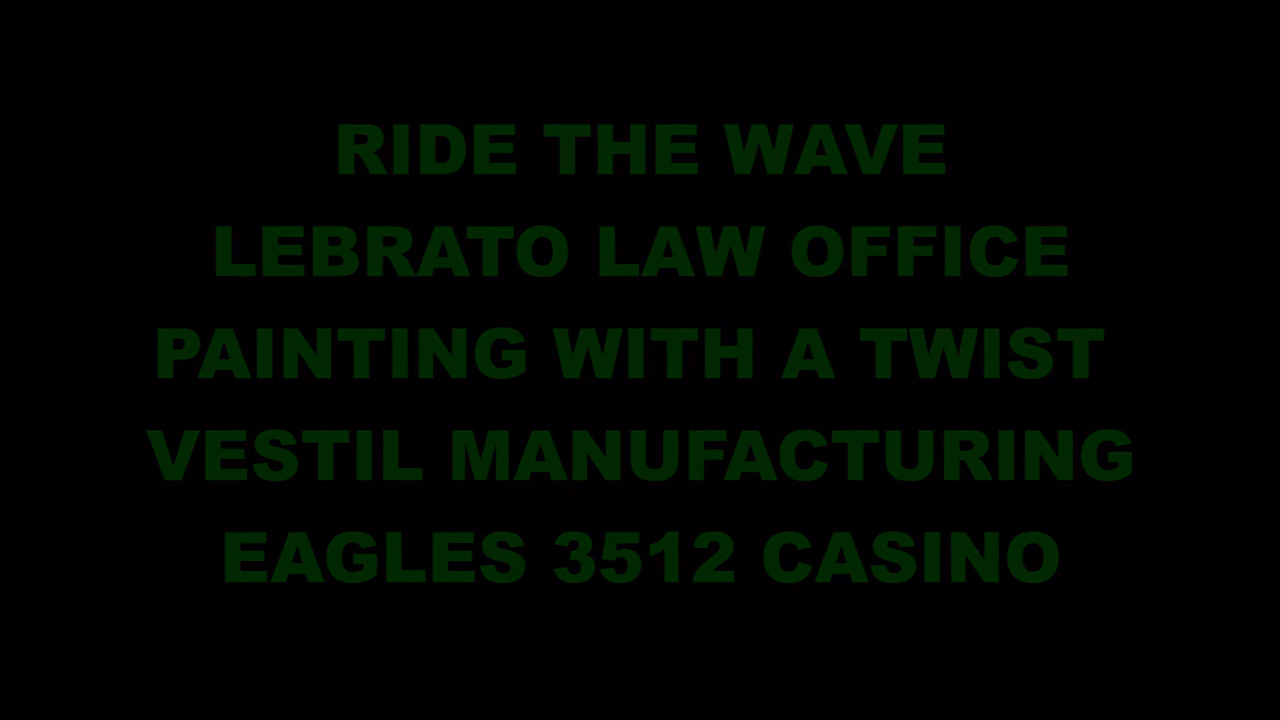 RIDE THE WAVE
LEBRATO LAW OFFICE
PAINTING WITH A TWIST
VESTIL MANUFACTURING
EAGLES 3512 CASINO